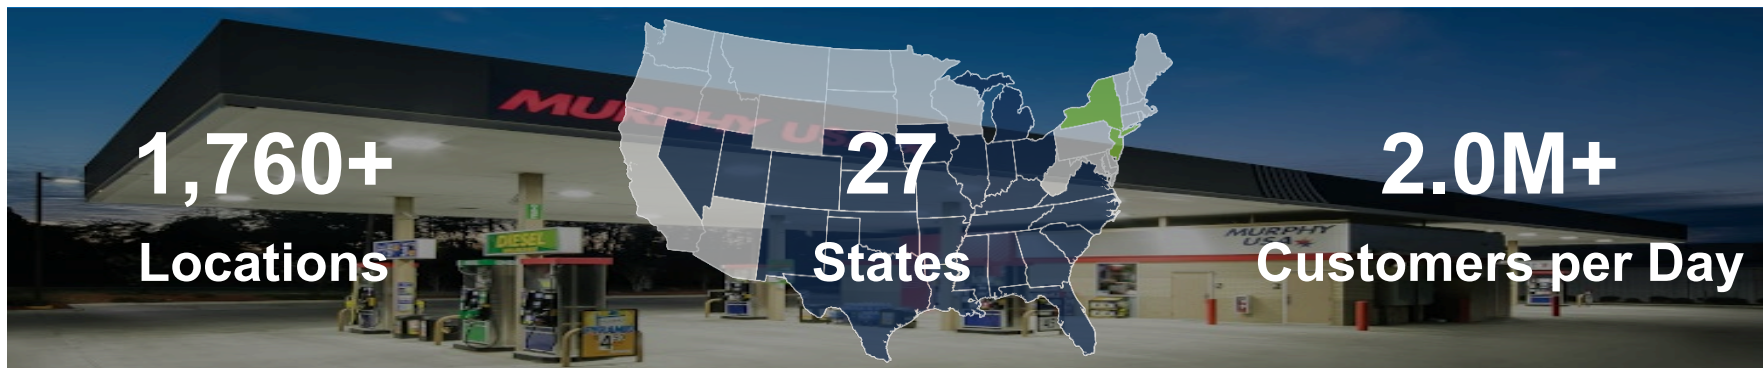 MURPHY USA
1,760+
27
2.0M+
Locations
States
Customers per Day
DIESEL
MURPHY
USA